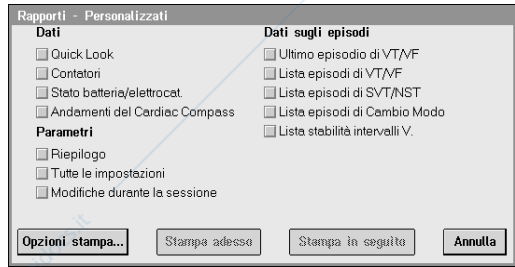 Rapporti - Personalizzati
Dati
Quick Look
Contatori
Stato batteria/elettrocat.
Andamenti del Cardiac Compass
Parametri
Riepilogo
Tutte le impostazioni
Modifiche durante la sessione
Dati sugli episodi
Ultimo episodio di VT/VF
Lista episodi di VT/VF
Lista episodi di SVT/NST
Lista episodi di Cambio Modo
Lista stabilità intervalli V.
Opzioni stampa...
Stampa adesso
Stampa in seguito
Annulla